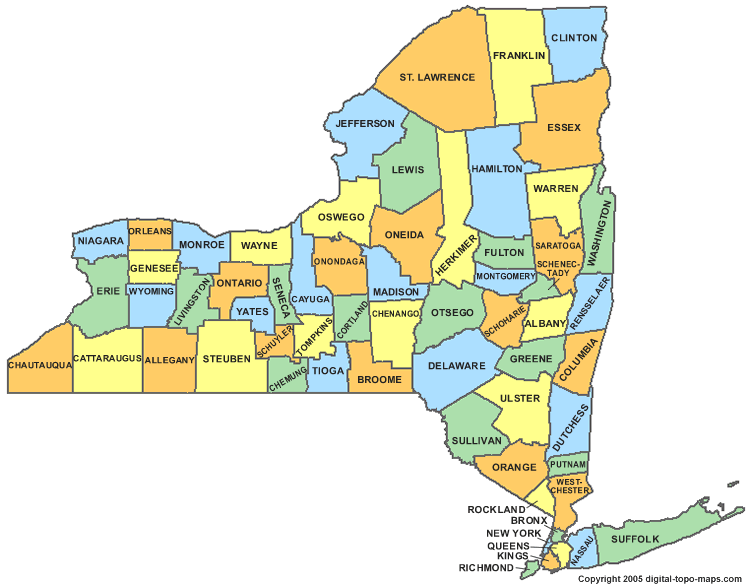 CLINTON
FRANKLIN
ST. LAWRENCE
ESSEX
JEFFERSON
LEWIS
HAMILTON
WARREN
WASHINGTON
OSWEGO
ONEIDA
HERKIMER
ORLEANS
NIAGARA
MONROE
WAYNE
SARATOGA
FULTON
SCHENEC-
TADY
ONONDAGA
GENESEE
MONTGOMERY
ONTARIO
SENECA
CAYUGA
MADISON
ERIE
WYOMING
LIVINGSTON
RENSSELAER
YATES
CORTLAND
CHENANGO
OTSEGO
SCHOHARIE
ALBANY
SCHUYLER
TOMPKINS
STEUBEN
CHAUTAUQUA
CATTARAUGUS
ALLEGANY
CHEMUNG
TIOGA
BROOME
DELAWARE
GREENE
COLUMBIA
ULSTER
DUTCHESS
SULLIVAN
ORANGE
PUTNAM
WEST-
CHESTER
ROCKLAND
BRONX
NEW YORK
QUEENS
KINGS
RICHMOND
NASSAU
SUFFOLK
Copyright 2005 digital-topo-maps.com